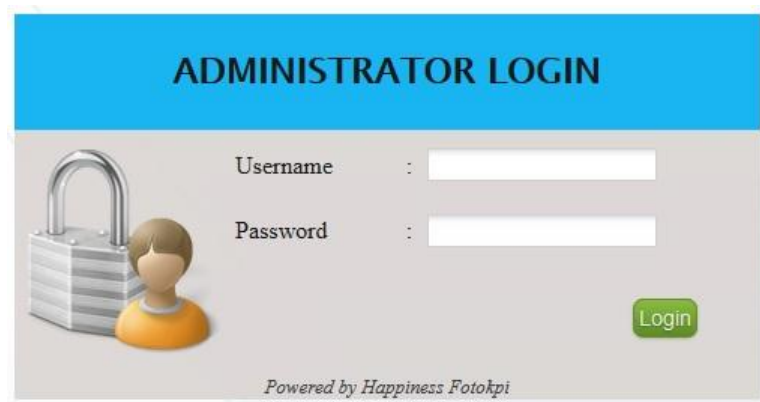 ADMINISTRATOR LOGIN
Username :
Password :
Login
Powered by Happiness Fotokpi